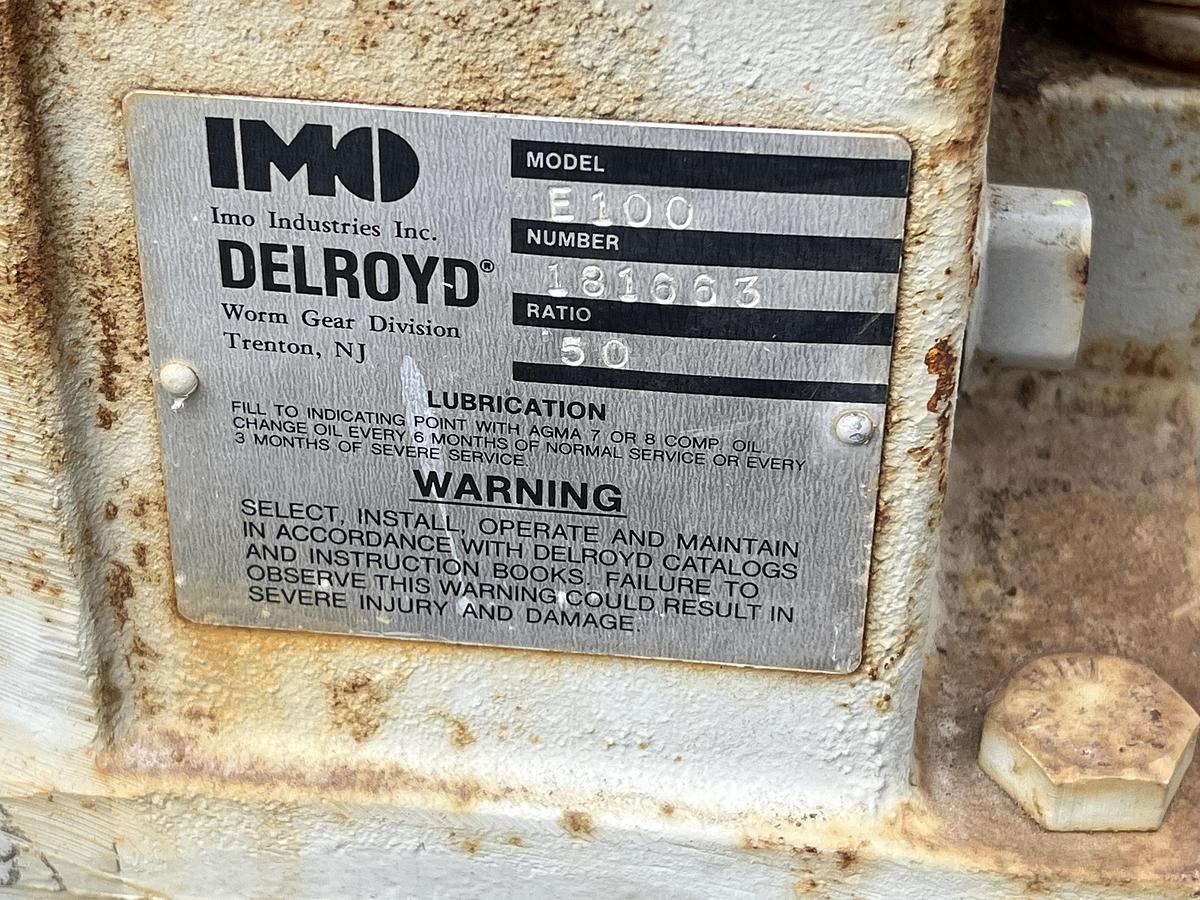 IMO
Imo Industries Inc.
DELROYD®
Worm Gear Division
Trenton, NJ
MODEL
E100
NUMBER
181663
RATIO
50
LUBRICATION
FILL TO INDICATING POINT WITH AGMA 7 OR 8 COMP. OIL.
CHANGE OIL EVERY 6 MONTHS OF NORMAL SERVICE OR EVERY
3 MONTHS OF SEVERE SERVICE.
WARNING
SELECT, INSTALL, OPERATE AND MAINTAIN
IN ACCORDANCE WITH DELROYD CATALOGS
AND INSTRUCTION BOOKS. FAILURE TO
OBSERVE THIS WARNING COULD RESULT IN
SEVERE INJURY AND DAMAGE.